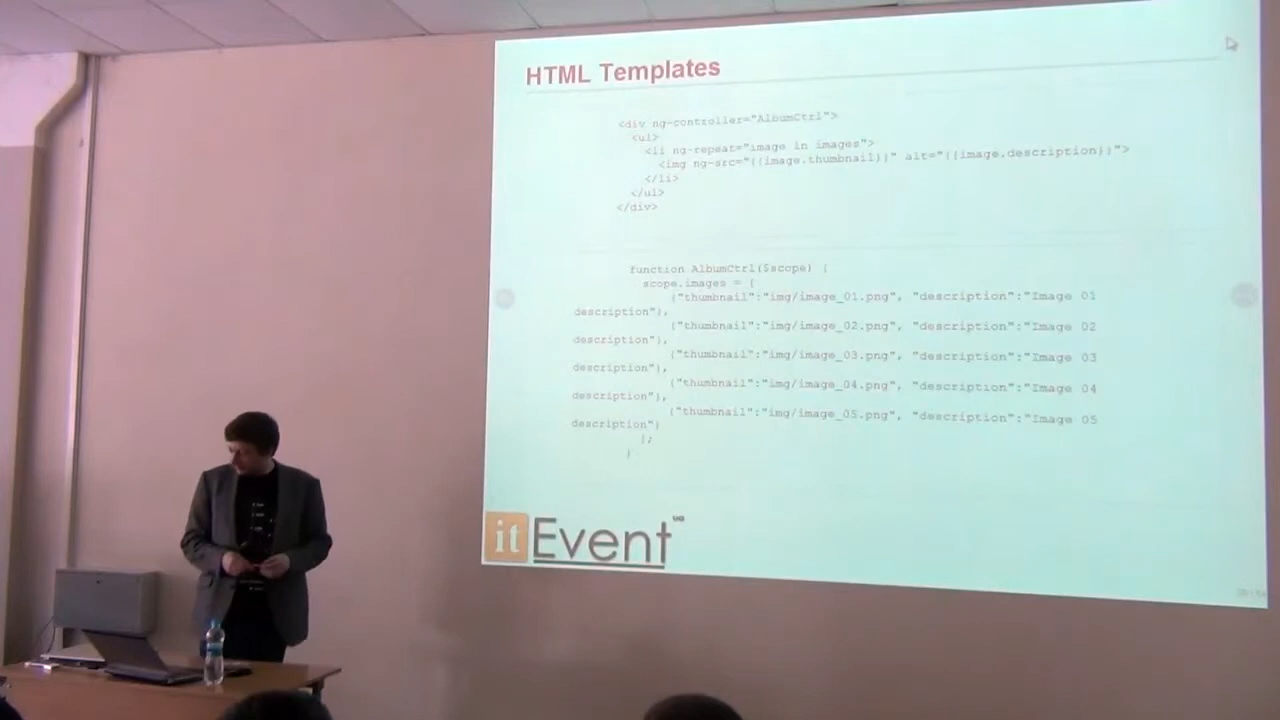 HTML Templates
<div ng-controller="AlbumCtrl">
<ul>
<li ng-repeat="image in images">
<img ng-src="{{image.thumbnail}}" alt="{{image.description}}">
</li>
</ul>
</div>
function AlbumCtrl($scope) {
scope.images = [
{"thumbnail":"img/image_01.png", "description":"Image 01
description"},
{"thumbnail":"img/image_02.png", "description":"Image 02
description"},
{"thumbnail":"img/image_03.png", "description":"Image 03
description"},
{"thumbnail":"img/image_04.png", "description":"Image 04
description"},
{"thumbnail":"img/image_05.png", "description":"Image 05
description"}
];
}
it Event